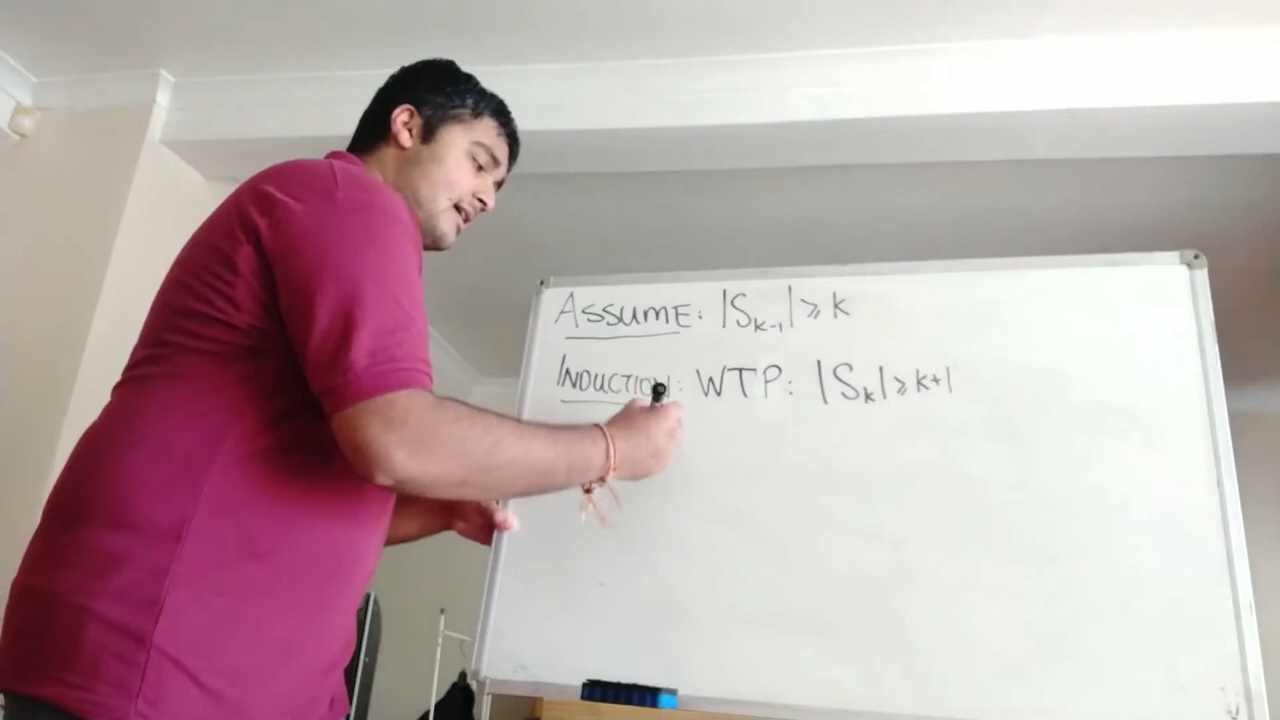 ASSUME: |Sₖ₋₁| ⩾ k
INDUCTION: WTP: |Sₖ| ⩾ k+1